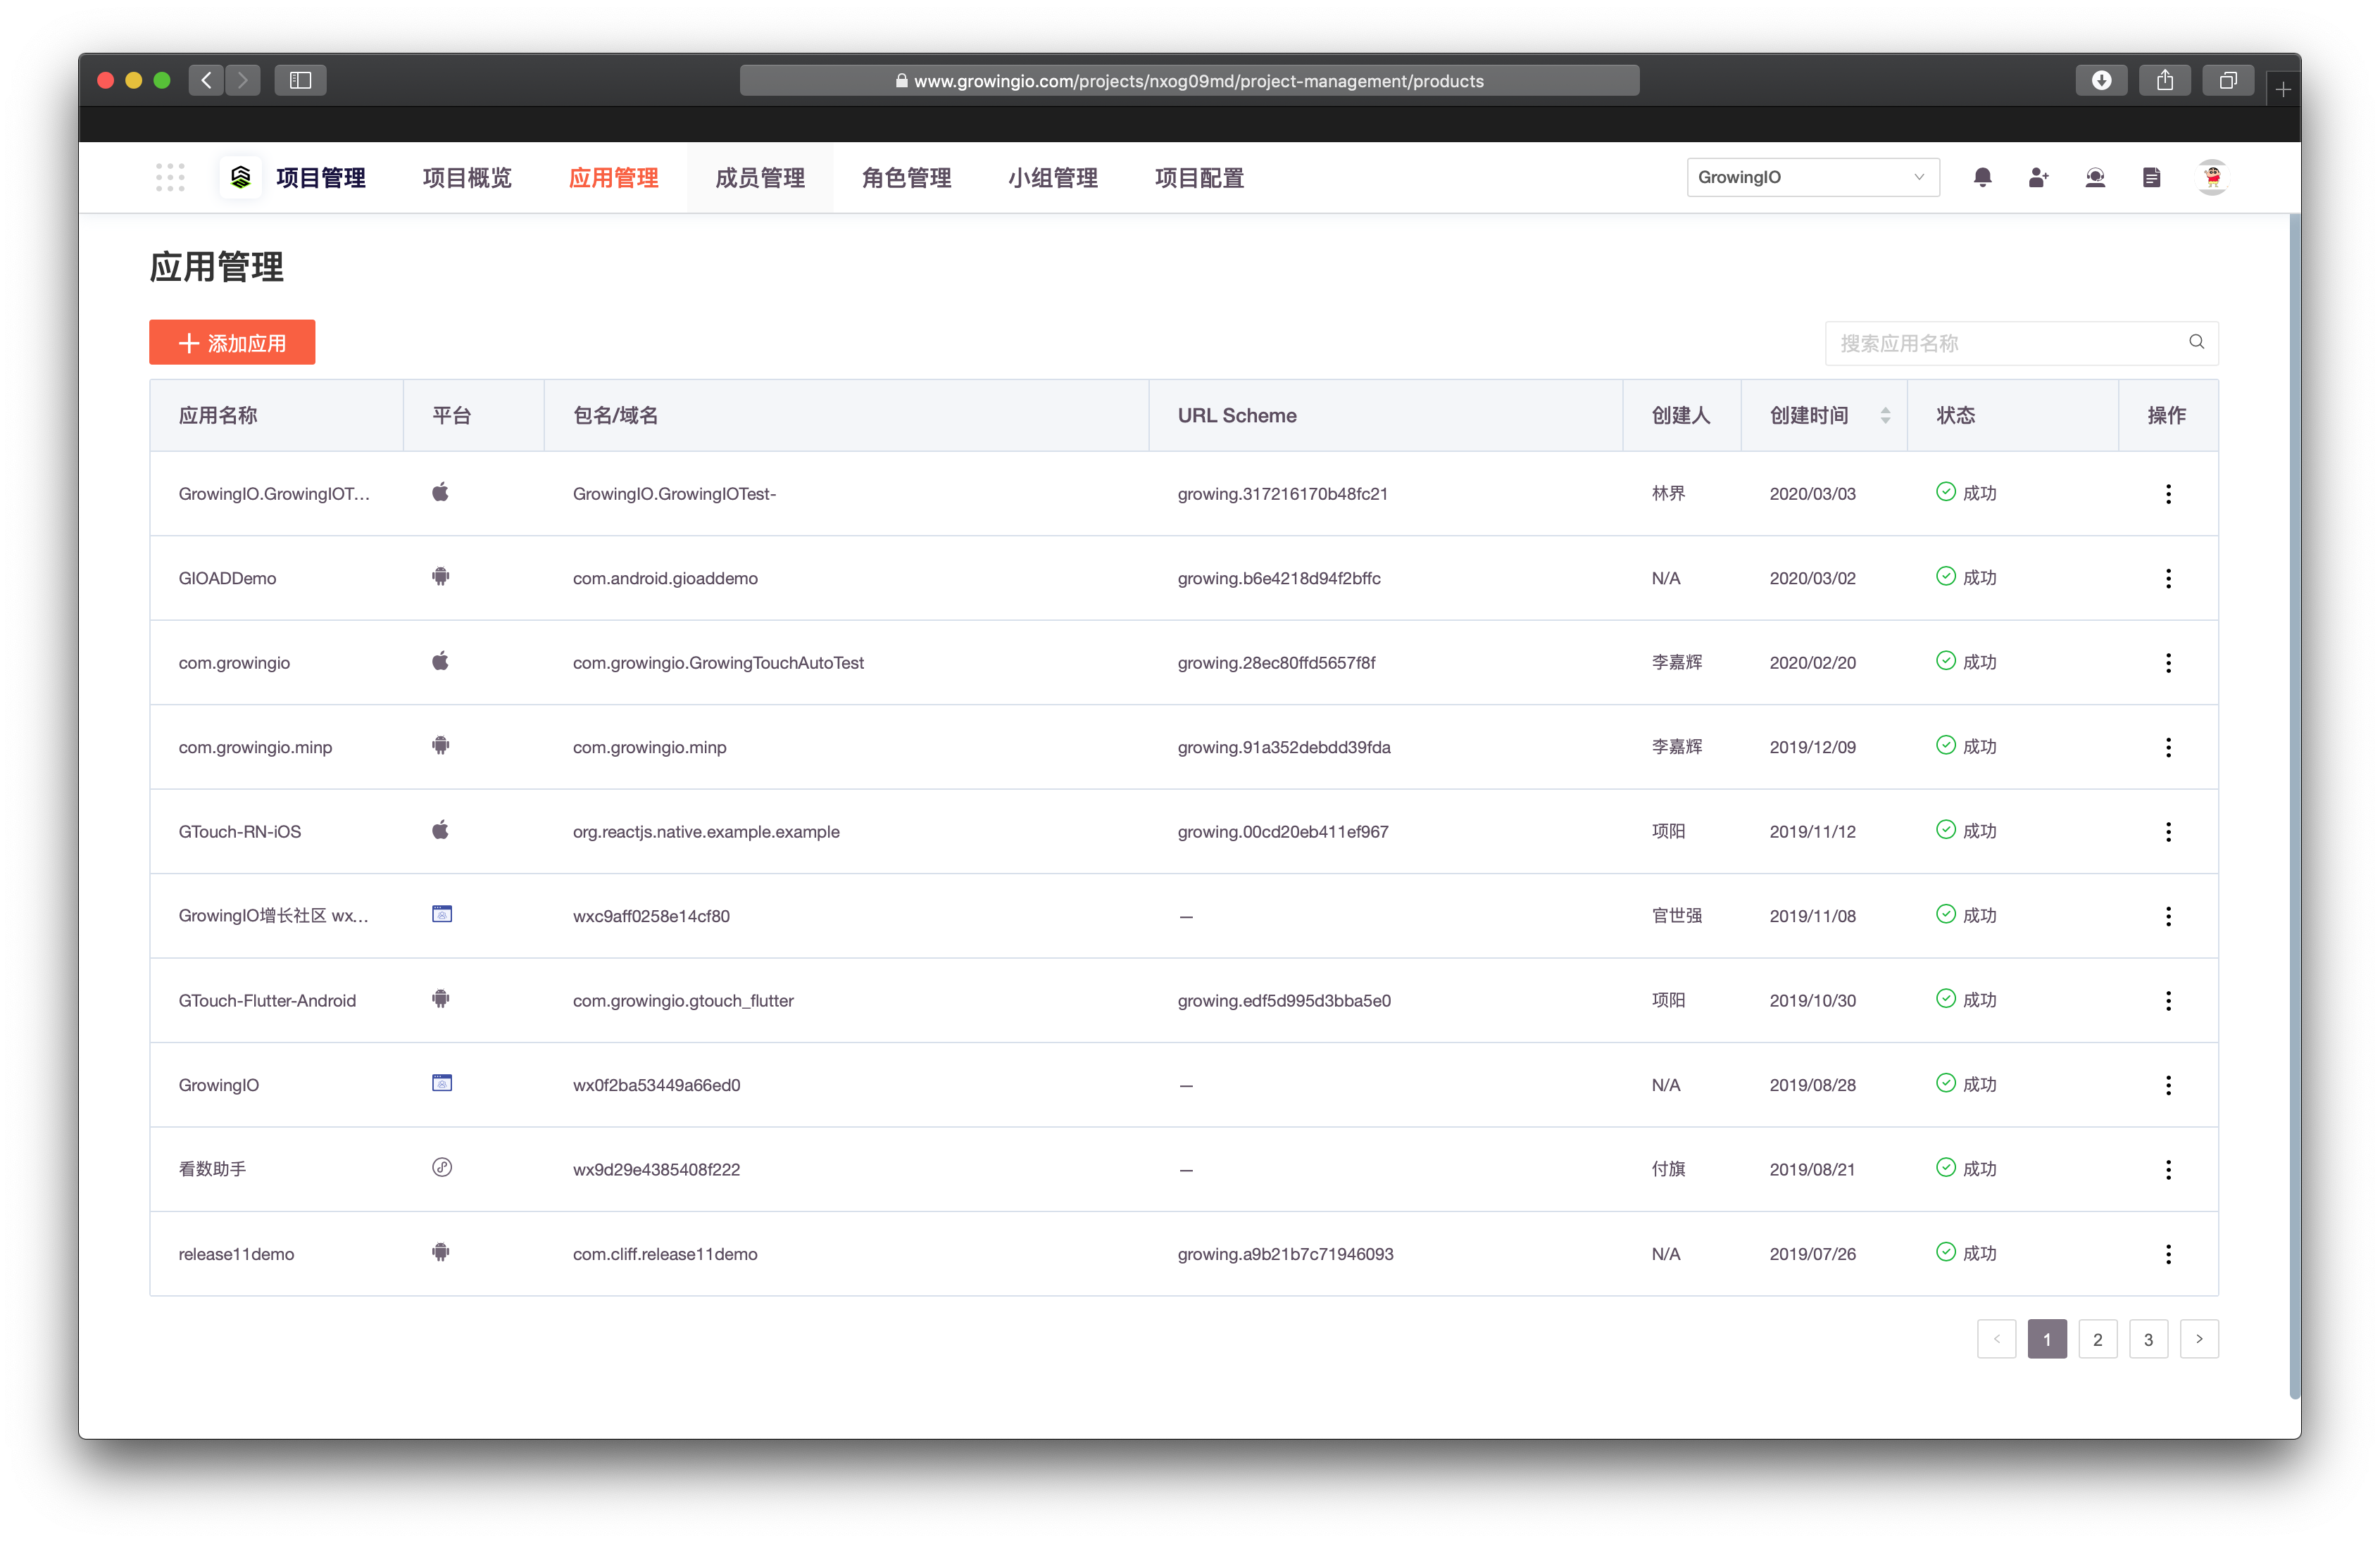 www.growingio.com/projects/nxog09md/project-management/products
项目管理 项目概览 应用管理 成员管理 角色管理 小组管理 项目配置 GrowingIO
应用管理
添加应用 搜索应用名称
应用名称 平台 包名/域名 URL Scheme 创建人 创建时间 状态 操作
GrowingIO.GrowingIOT... GrowingIO.GrowingIOTest- growing.317216170b48fc21 林界 2020/03/03 成功
GIOADDemo com.android.gioaddemo growing.b6e4218d94f2bffc N/A 2020/03/02 成功
com.growingio com.growingio.GrowingTouchAutoTest growing.28ec80ffd5657f8f 李嘉辉 2020/02/20 成功
com.growingio.minp com.growingio.minp growing.91a352debdd39fda 李嘉辉 2019/12/09 成功
GTouch-RN-iOS org.reactjs.native.example.example growing.00cd20eb411ef967 项阳 2019/11/12 成功
GrowingIO增长社区 wx... wxc9aff0258e14cf80 — 官世强 2019/11/08 成功
GTouch-Flutter-Android com.growingio.gtouch_flutter growing.edf5d995d3bba5e0 项阳 2019/10/30 成功
GrowingIO wx0f2ba53449a66ed0 — N/A 2019/08/28 成功
看数助手 wx9d29e4385408f222 — 付旗 2019/08/21 成功
release11demo com.cliff.release11demo growing.a9b21b7c71946093 N/A 2019/07/26 成功
< 1 2 3 >